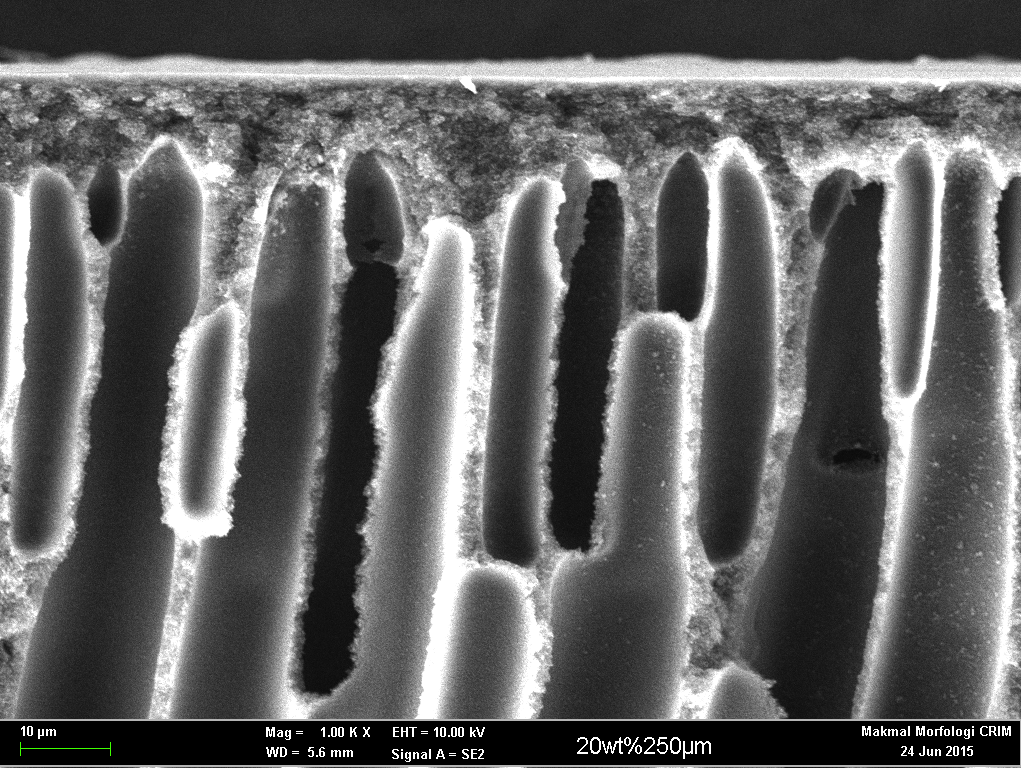 10 µm
Mag = 1.00 K X EHT = 10.00 kV
WD = 5.6 mm Signal A = SE2
20wt%250µm
Makmal Morfologi CRIM
24 Jun 2015